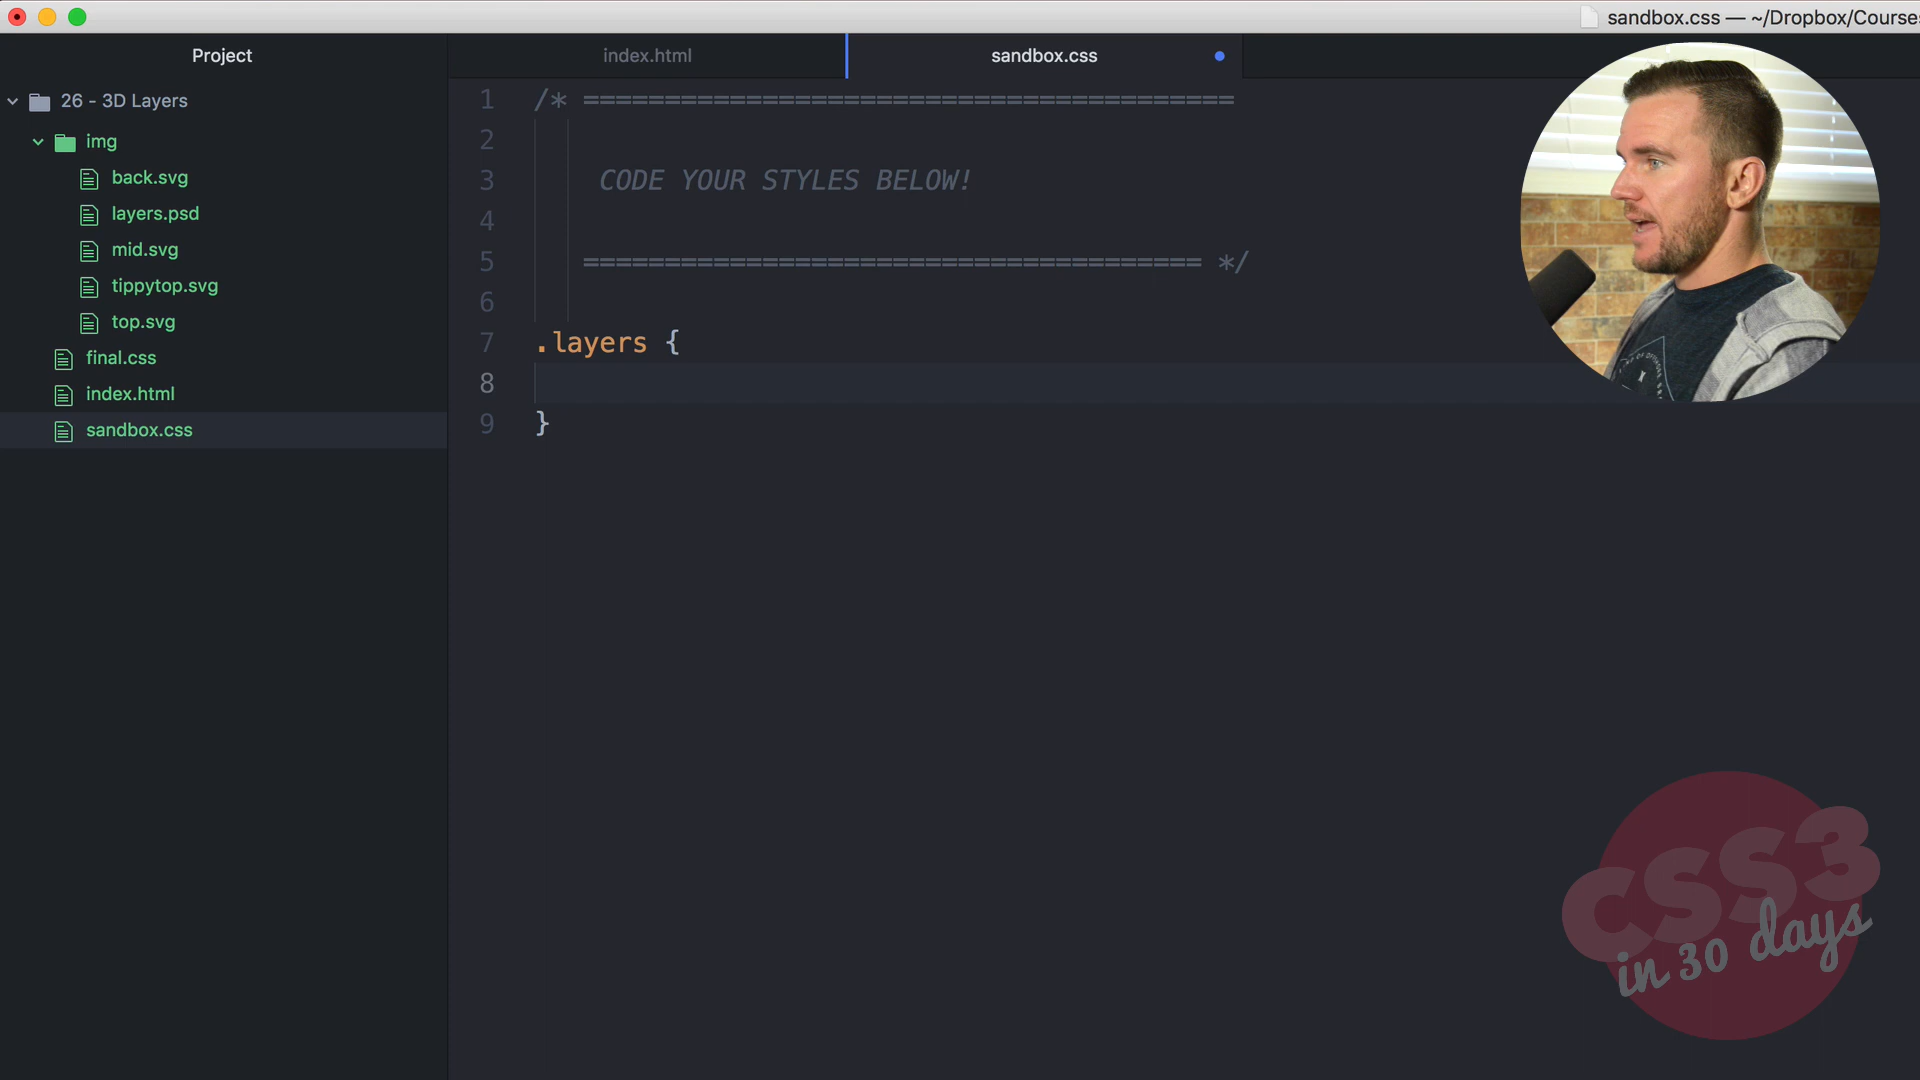 sandbox.css — ~/Dropbox/Course
Project
index.html
sandbox.css
26 - 3D Layers
img
back.svg
layers.psd
mid.svg
tippytop.svg
top.svg
final.css
index.html
sandbox.css
1 /* ========================================
2
3 CODE YOUR STYLES BELOW!
4
5 ====================================== */
6
7 .layers {
8
9 }
CSS3
in 30 days